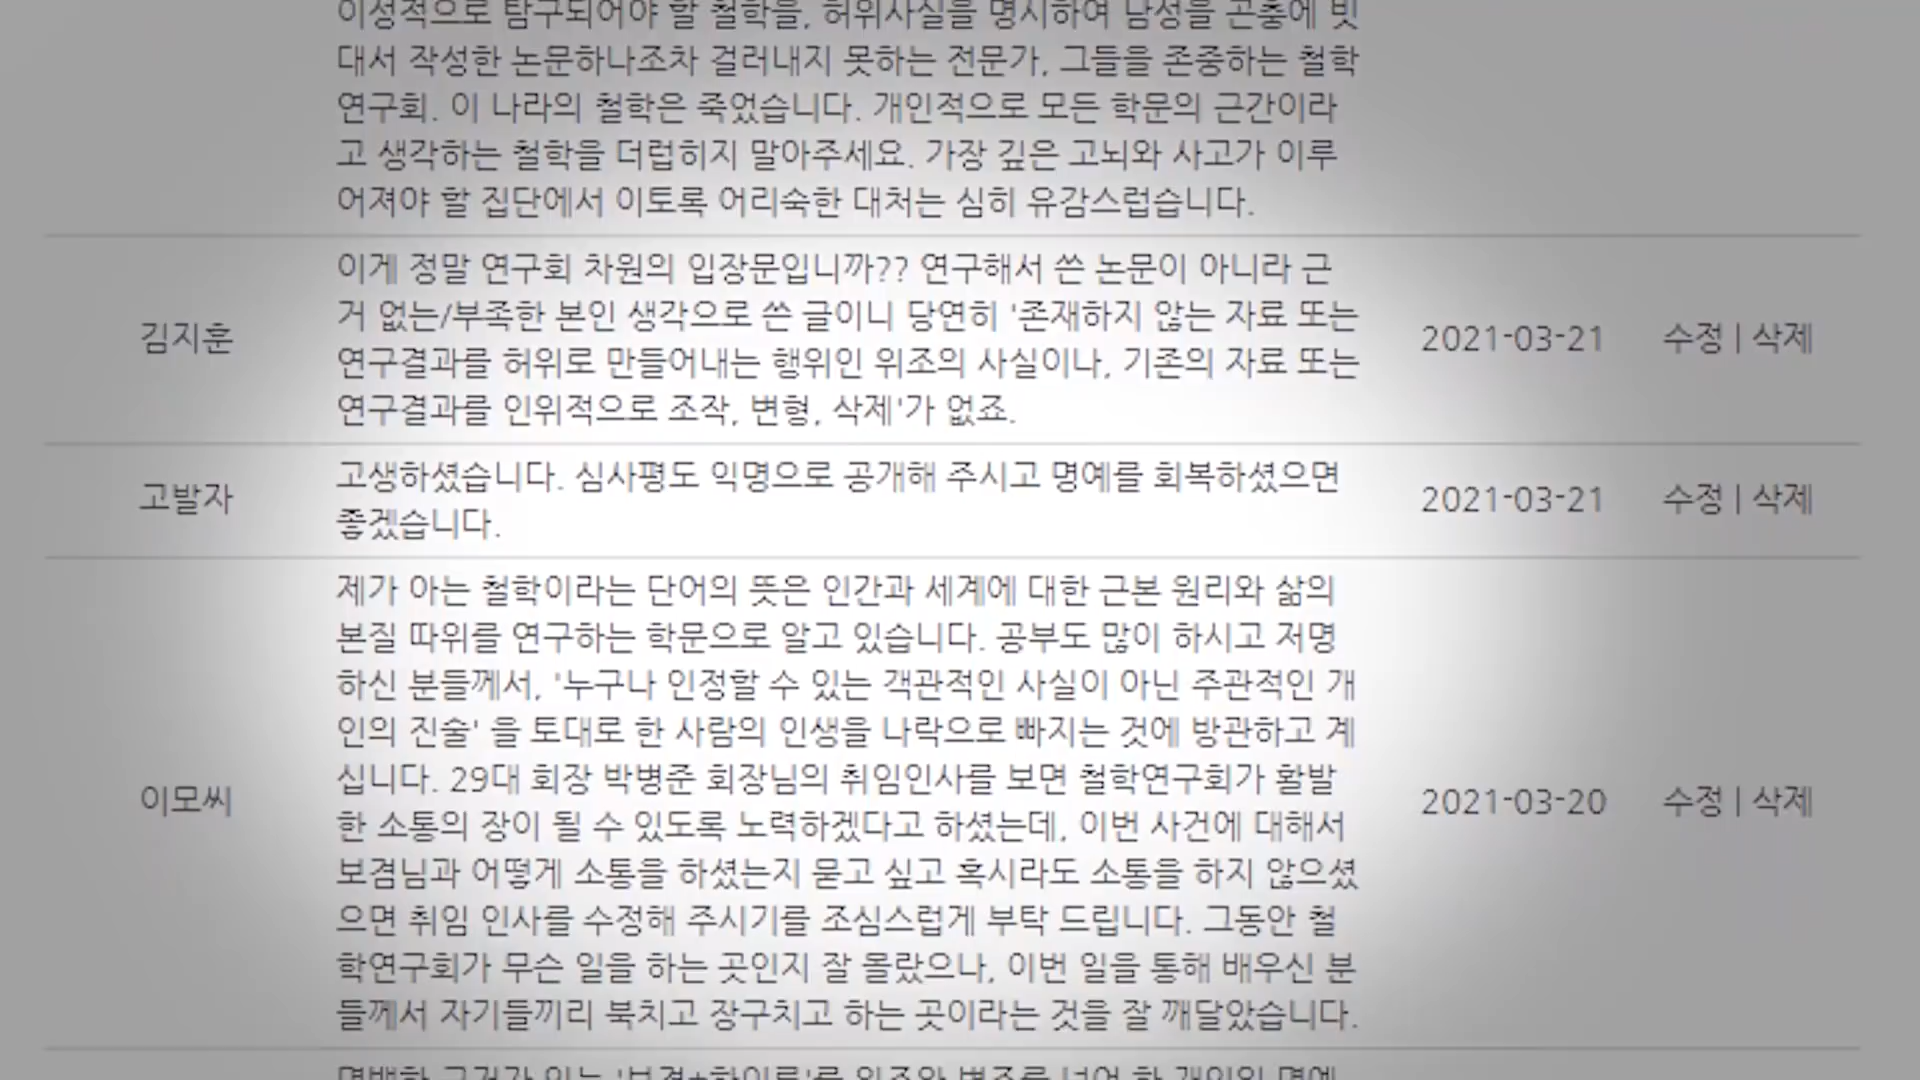 이성적으로 탐구되어야 할 철학을, 허위사실을 명시하여 남성을 곤충에 빗
대서 작성한 논문하나조차 걸러내지 못하는 전문가, 그들을 존중하는 철학
연구회. 이 나라의 철학은 죽었습니다. 개인적으로 모든 학문의 근간이라
고 생각하는 철학을 더럽히지 말아주세요. 가장 깊은 고뇌와 사고가 이루
어져야 할 집단에서 이토록 어리숙한 대처는 심히 유감스럽습니다.
김지훈
이게 정말 연구회 차원의 입장문입니까?? 연구해서 쓴 논문이 아니라 근
거 없는/부족한 본인 생각으로 쓴 글이니 당연히 '존재하지 않는 자료 또는
연구결과를 허위로 만들어내는 행위인 위조의 사실이나, 기존의 자료 또는
연구결과를 인위적으로 조작, 변형, 삭제'가 없죠.
2021-03-21
수정 | 삭제
고발자
고생하셨습니다. 심사평도 익명으로 공개해 주시고 명예를 회복하셨으면
좋겠습니다.
2021-03-21
수정 | 삭제
이모씨
제가 아는 철학이라는 단어의 뜻은 인간과 세계에 대한 근본 원리와 삶의
본질 따위를 연구하는 학문으로 알고 있습니다. 공부도 많이 하시고 저명
하신 분들께서, '누구나 인정할 수 있는 객관적인 사실이 아닌 주관적인 개
인의 진술' 을 토대로 한 사람의 인생을 나락으로 빠지는 것에 방관하고 계
십니다. 29대 회장 박병준 회장님의 취임인사를 보면 철학연구회가 활발
한 소통의 장이 될 수 있도록 노력하겠다고 하셨는데, 이번 사건에 대해서
보겸님과 어떻게 소통을 하셨는지 묻고 싶고 혹시라도 소통을 하지 않으셨
으면 취임 인사를 수정해 주시기를 조심스럽게 부탁 드립니다. 그동안 철
학연구회가 무슨 일을 하는 곳인지 잘 몰랐으나, 이번 일을 통해 배우신 분
들께서 자기들끼리 북치고 장구치고 하는 곳이라는 것을 잘 깨달았습니다.
2021-03-20
수정 | 삭제
명백한 근거가 있는 '보겸+하이루'를 위조와 변조를 넘어 한 개인의 명예